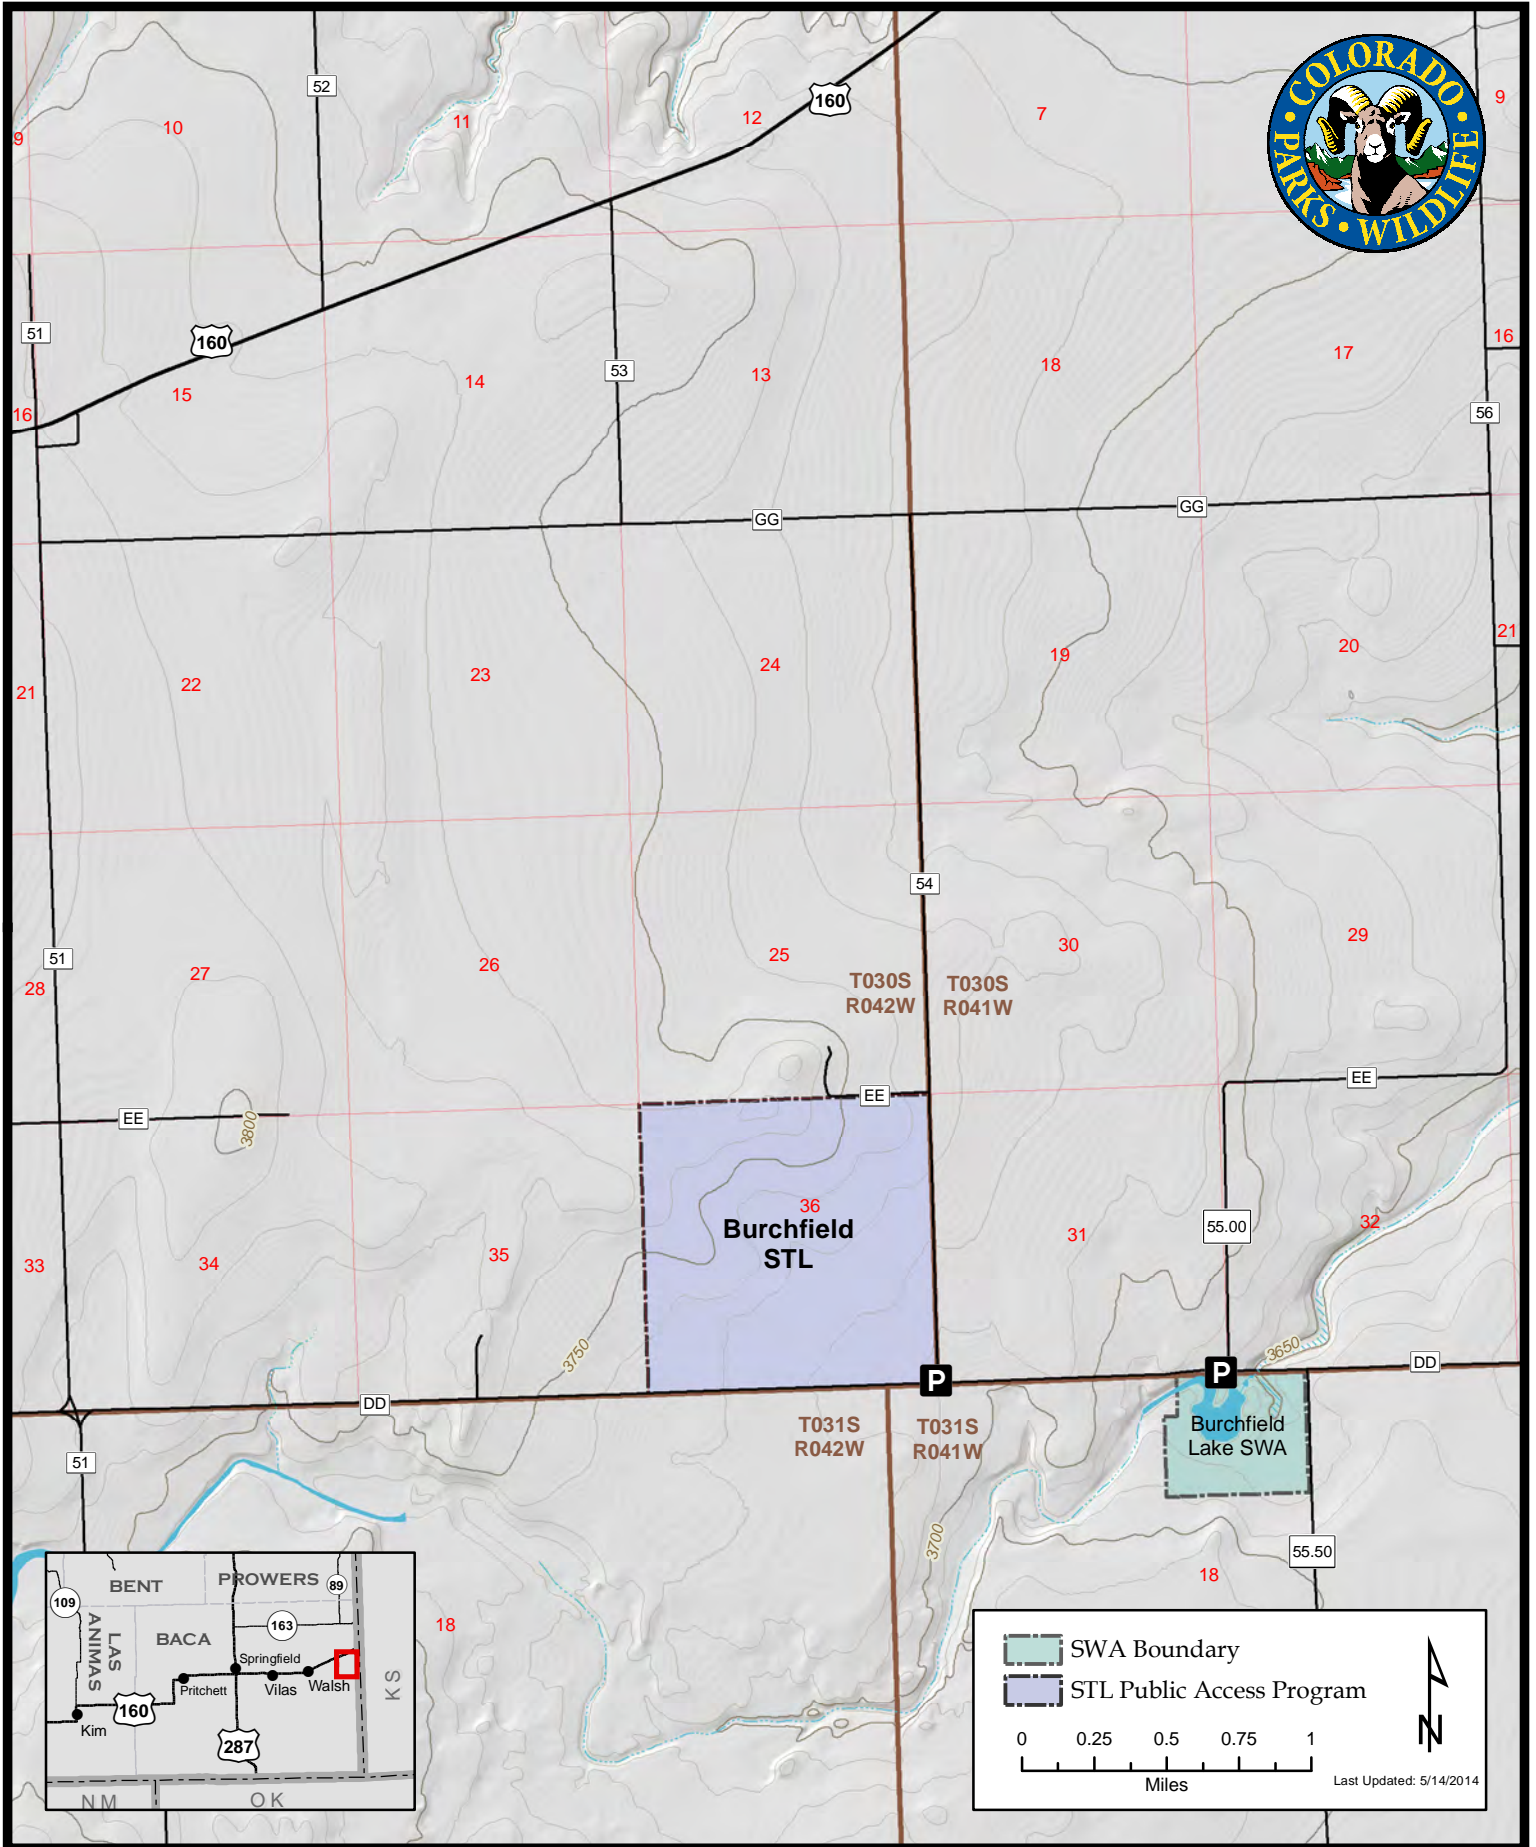 52
160
COLORADO
PARKS • WILDLIFE
9
10
11
12
7
9
51
160
53
56
16
15
14
13
18
17
16
GG
GG
21
22
23
24
19
20
21
54
51
28
27
26
25
30
29
T030S
R042W
T030S
R041W
EE
3800
EE
EE
36
Burchfield
STL
55.00
33
34
35
31
32
3750
3650
DD
P
P
DD
T031S
R042W
T031S
R041W
Burchfield
Lake SWA
51
3700
55.50
18
18
BENT
PROWERS
89
109
163
LAS
ANIMAS
BACA
Springfield
Pritchett
Vilas
Walsh
KS
160
Kim
287
NM
OK
SWA Boundary
STL Public Access Program
0 0.25 0.5 0.75 1
Miles
N
Last Updated: 5/14/2014